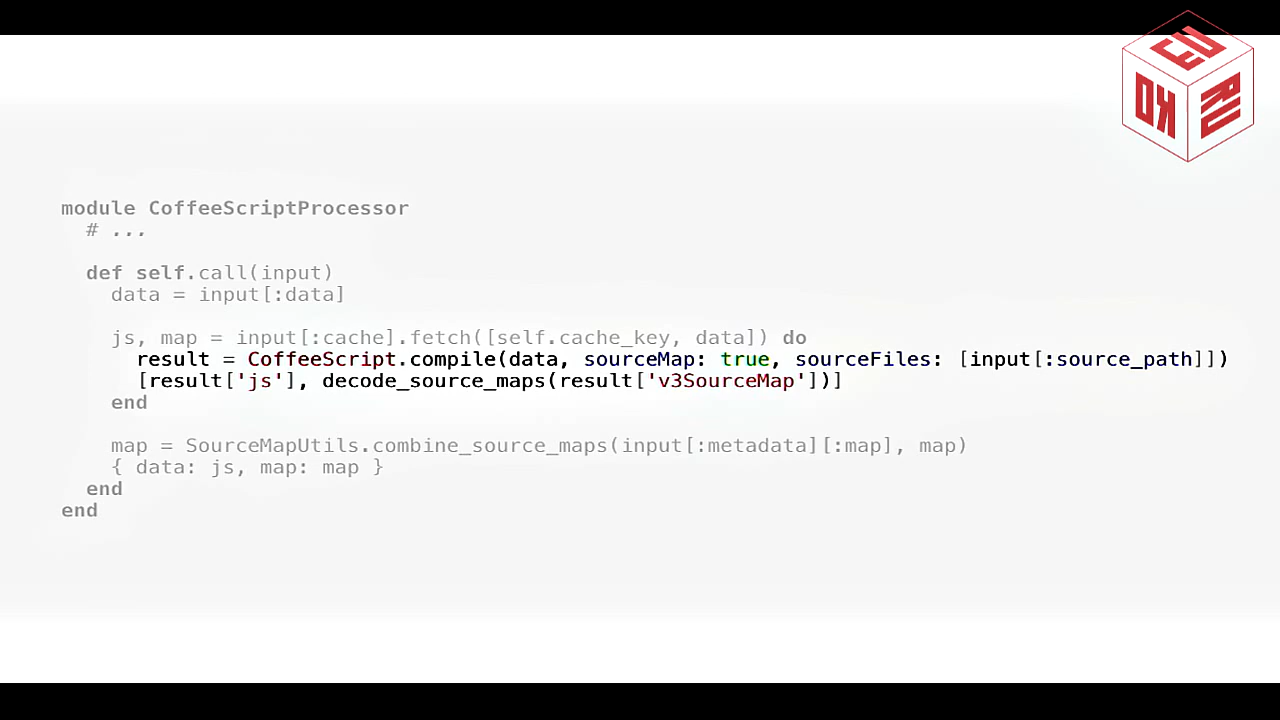 module CoffeeScriptProcessor
# ...
def self.call(input)
data = input[:data]
js, map = input[:cache].fetch([self.cache_key, data]) do
result = CoffeeScript.compile(data, sourceMap: true, sourceFiles: [input[:source_path]])
[result['js'], decode_source_maps(result['v3SourceMap'])]
end
map = SourceMapUtils.combine_source_maps(input[:metadata][:map], map)
{ data: js, map: map }
end
end